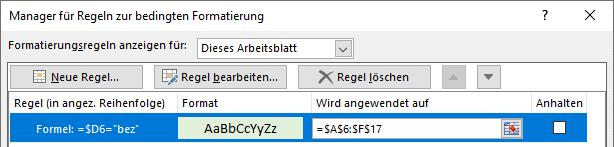 Manager für Regeln zur bedingten Formatierung
Formatierungsregeln anzeigen für: Dieses Arbeitsblatt
Neue Regel... Regel bearbeiten... Regel löschen
Regel (in angez. Reihenfolge) Format Wird angewendet auf Anhalten
Formel: =$D6="bez" AaBbCcYyZz =$A$6:$F$17